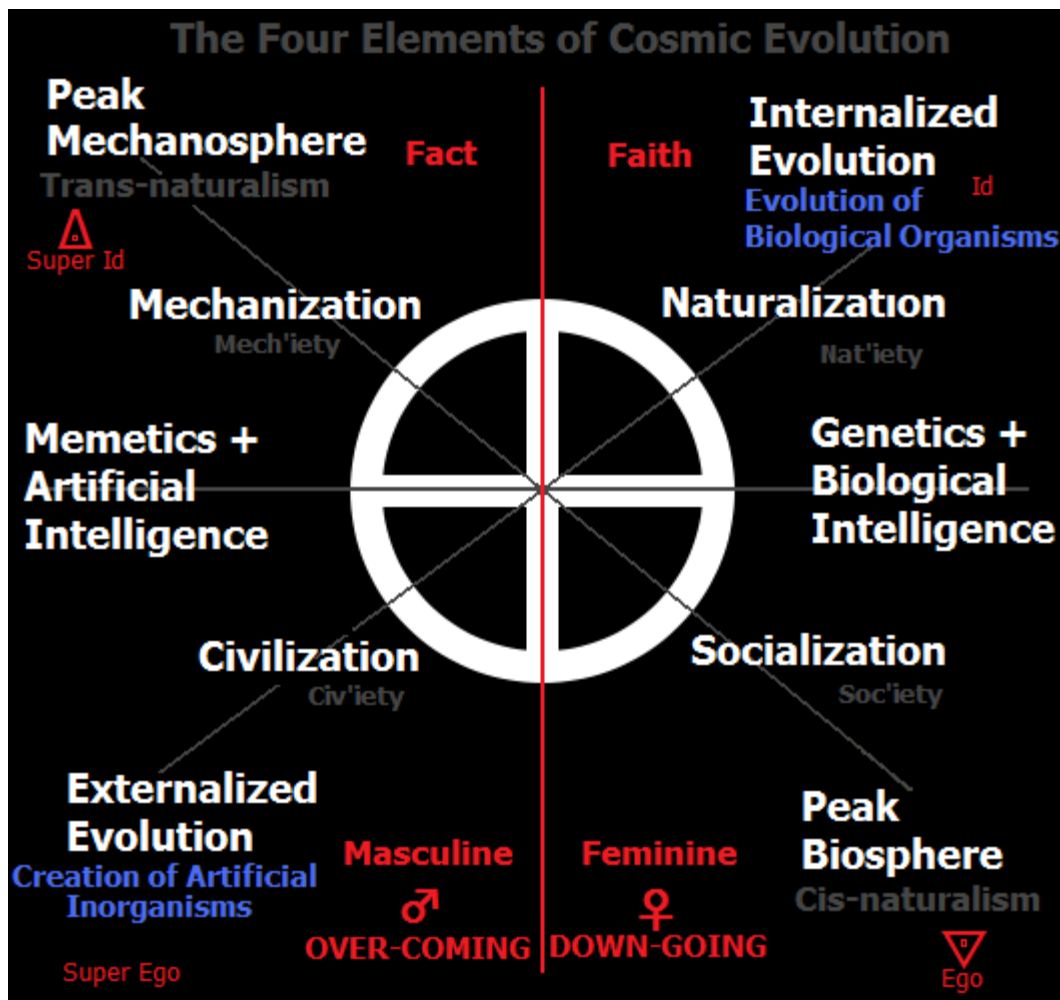 The Four Elements of Cosmic Evolution
Peak
Mechanosphere
Trans-naturalism
Super Id
Fact
Faith
Internalized
Evolution
Id
Evolution of
Biological Organisms
Mechanization
Mech'iety
Naturalization
Nat'iety
Memetics +
Artificial
Intelligence
Genetics +
Biological
Intelligence
Civilization
Civ'iety
Socialization
Soc'iety
Externalized
Evolution
Creation of Artificial
Inorganisms
Super Ego
Masculine
♂
OVER-COMING
Feminine
♀
DOWN-GOING
Peak
Biosphere
Cis-naturalism
Ego